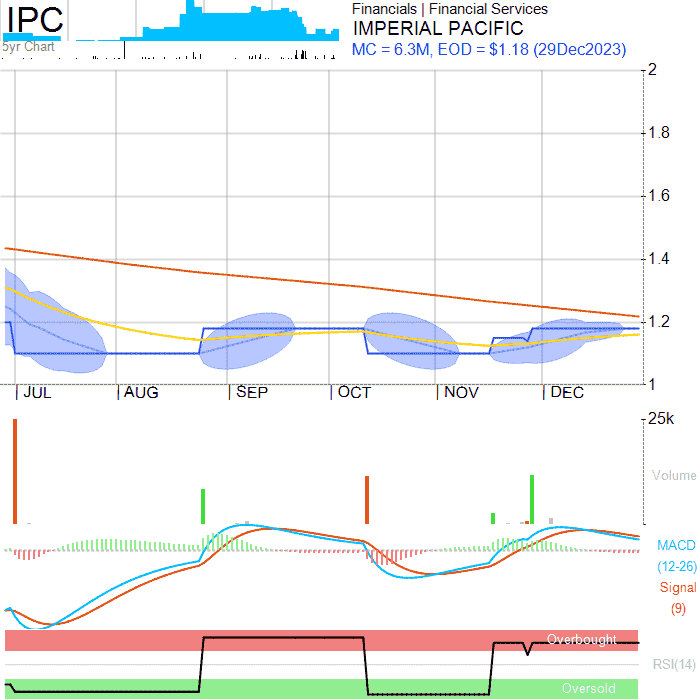 IPC
5yr Chart
Financials | Financial Services
IMPERIAL PACIFIC
MC = 6.3M, EOD = $1.18 (29Dec2023)
2
1.8
1.6
1.4
1.2
1
JUL AUG SEP OCT NOV DEC
25k
Volume
MACD
(12-26)
Signal
(9)
Overbought
RSI(14)
Oversold